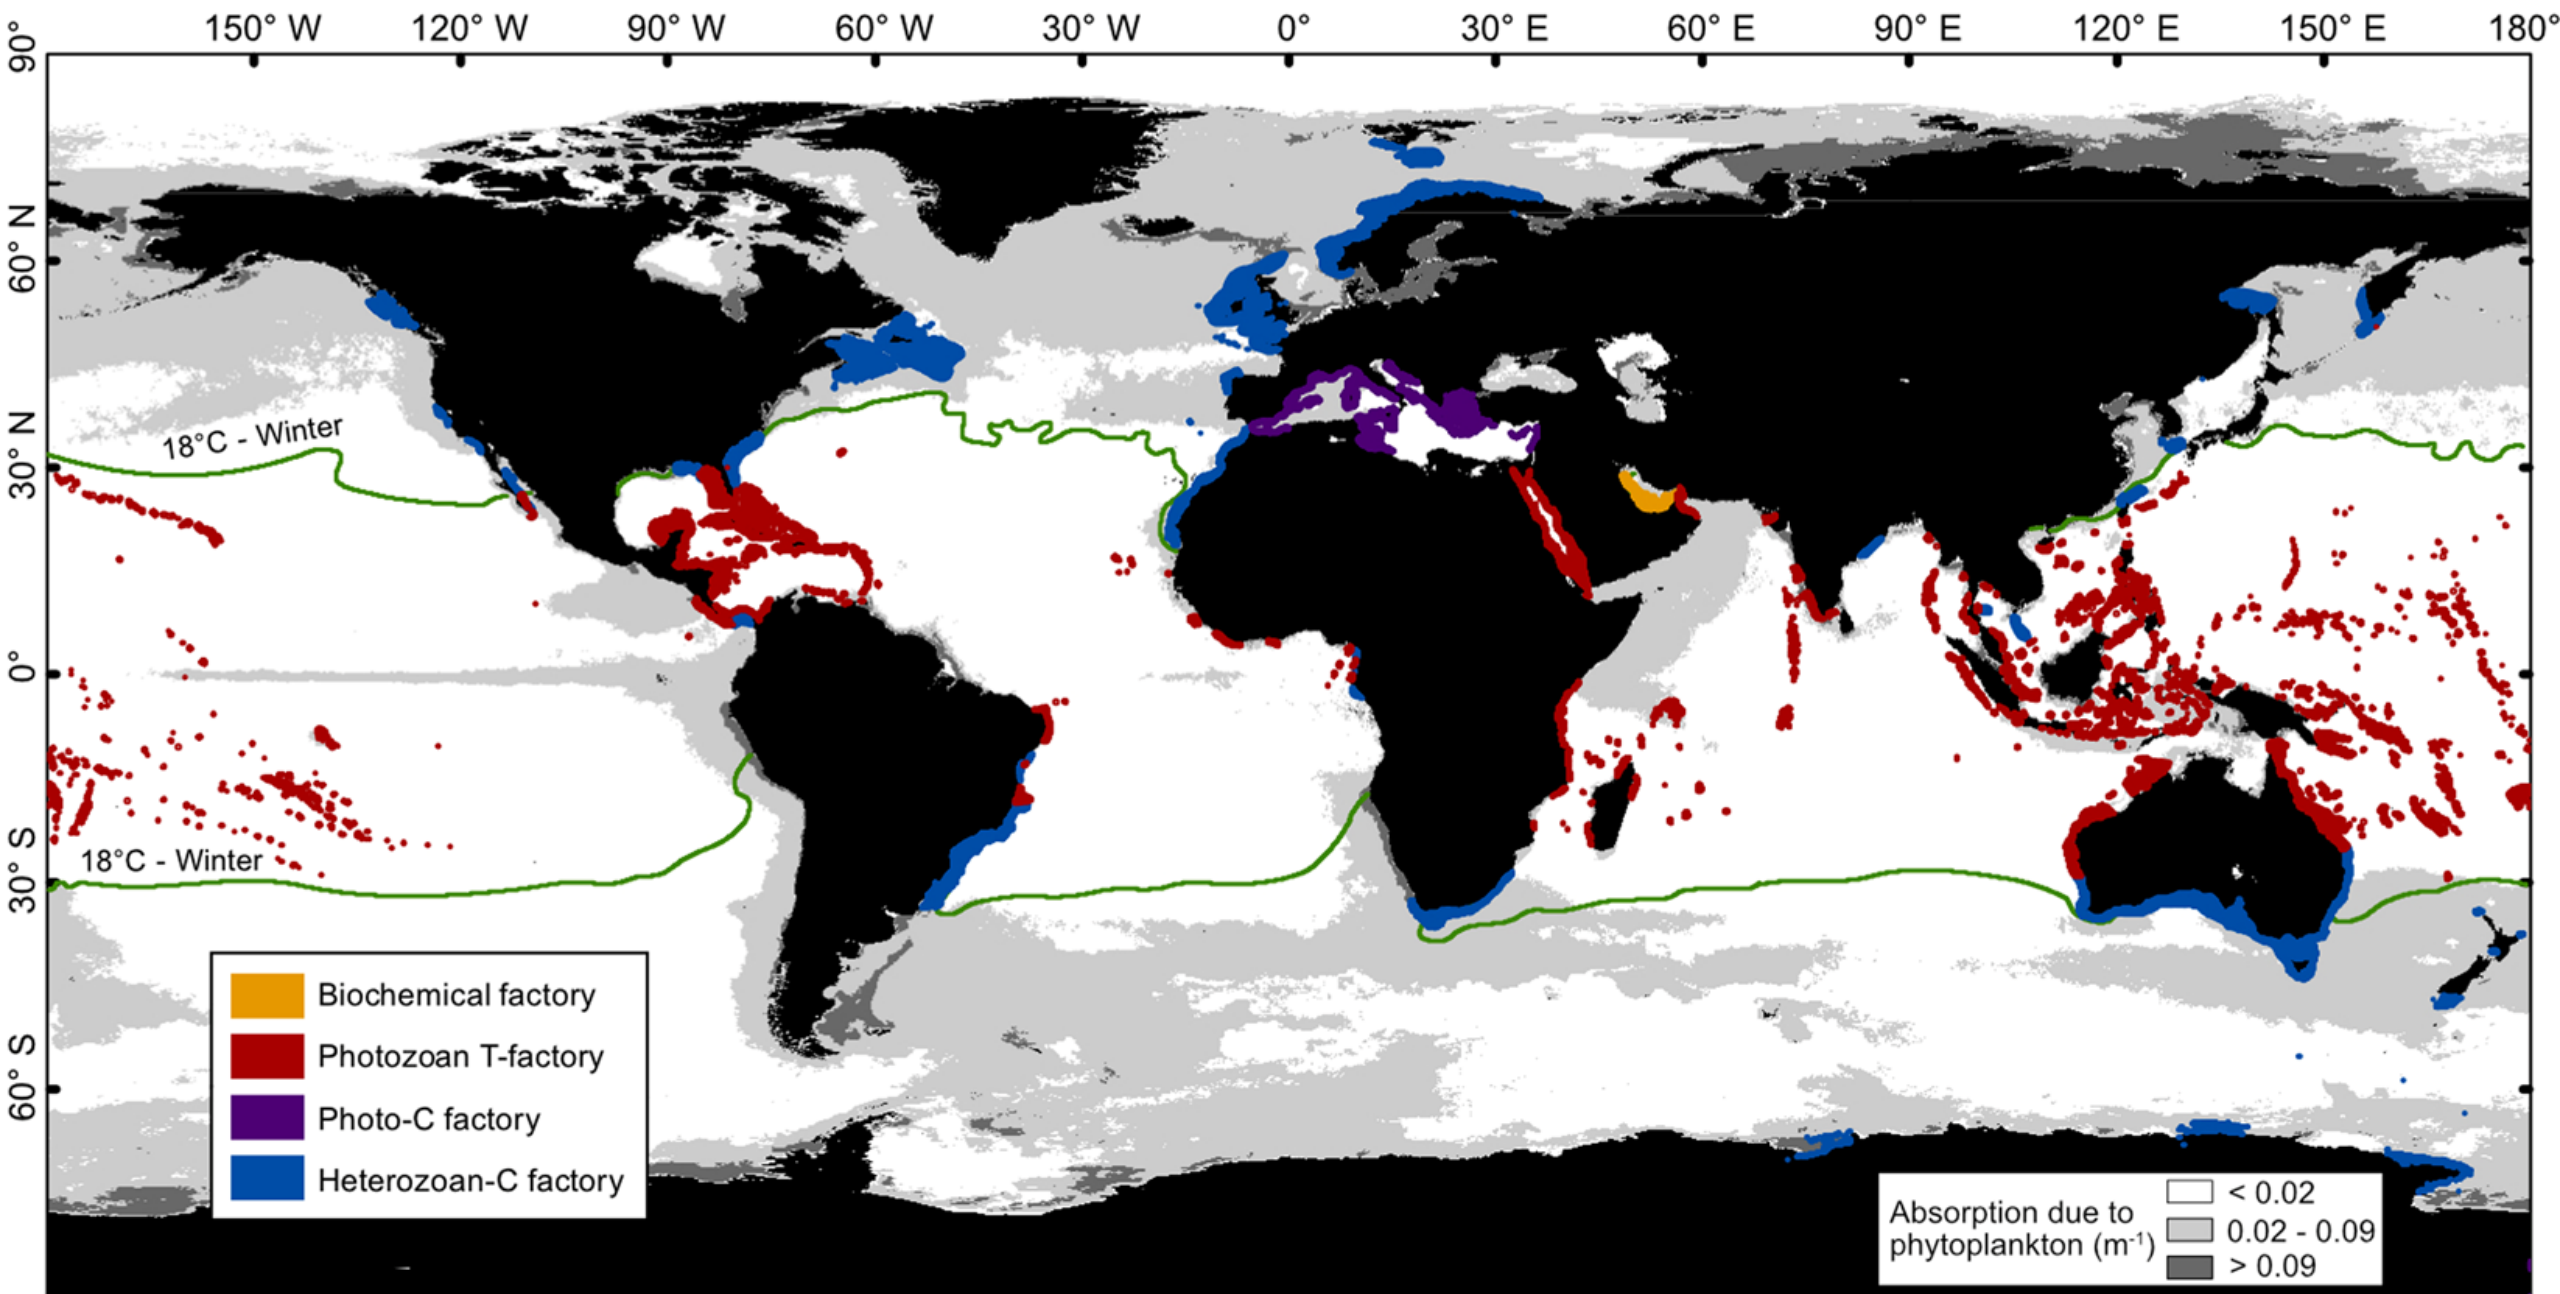 150° W 120° W 90° W 60° W 30° W 0° 30° E 60° E 90° E 120° E 150° E 180°
90°
60° N
30° N
18°C - Winter
0°
30° S
18°C - Winter
60° S
Biochemical factory
Photozoan T-factory
Photo-C factory
Heterozoan-C factory
Absorption due to
phytoplankton (m⁻¹)
< 0.02
0.02 - 0.09
> 0.09